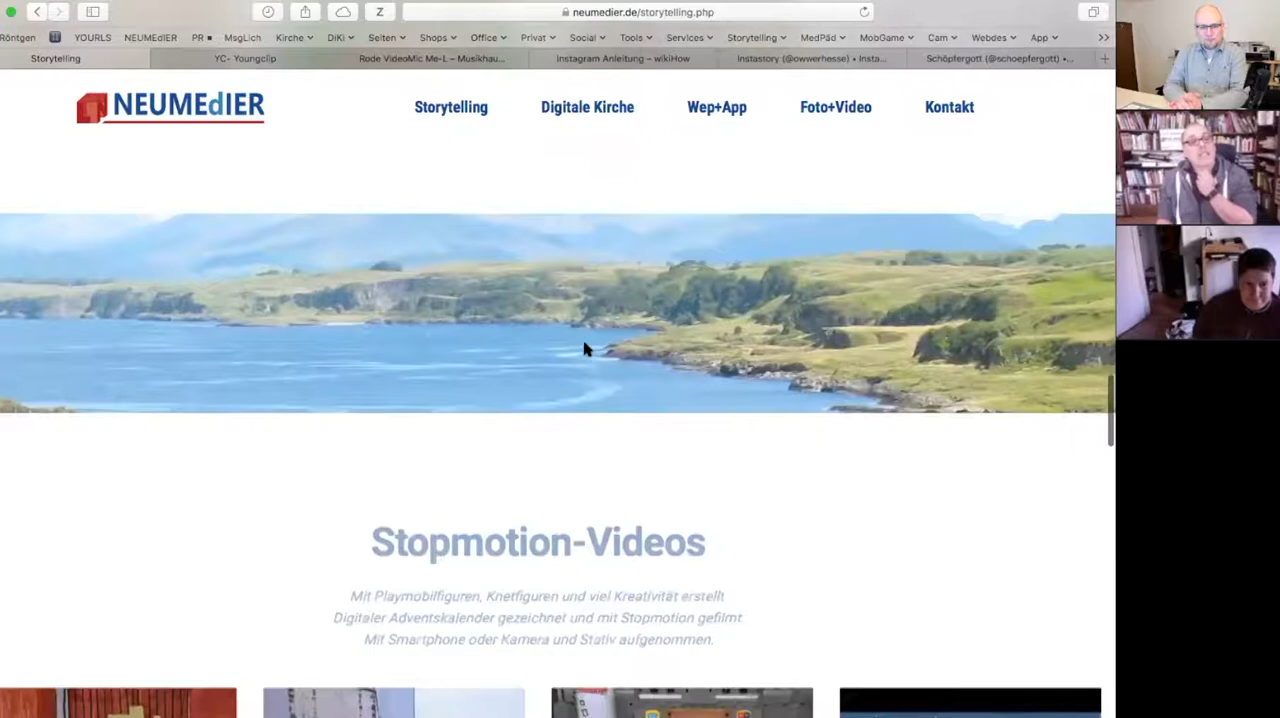 neumedier.de/storytelling.php
Röntgen YOURLS NEUMEdIER PR MsgLich Kirche DiKi Seiten Shops Office Privat Social Tools Services Storytelling MedPäd MobGame Cam Webdes App
Storytelling YC- Youngclip Rode VideoMic Me-L – Musikhau... Instagram Anleitung – wikiHow Instastory (@owwerhesse) • Insta... Schöpfergott (@schoepfergott) •...
NEUMEdIER Storytelling Digitale Kirche Wep+App Foto+Video Kontakt
Stopmotion-Videos
Mit Playmobilfiguren, Knetfiguren und viel Kreativität erstellt
Digitaler Adventskalender gezeichnet und mit Stopmotion gefilmt
Mit Smartphone oder Kamera und Stativ aufgenommen.